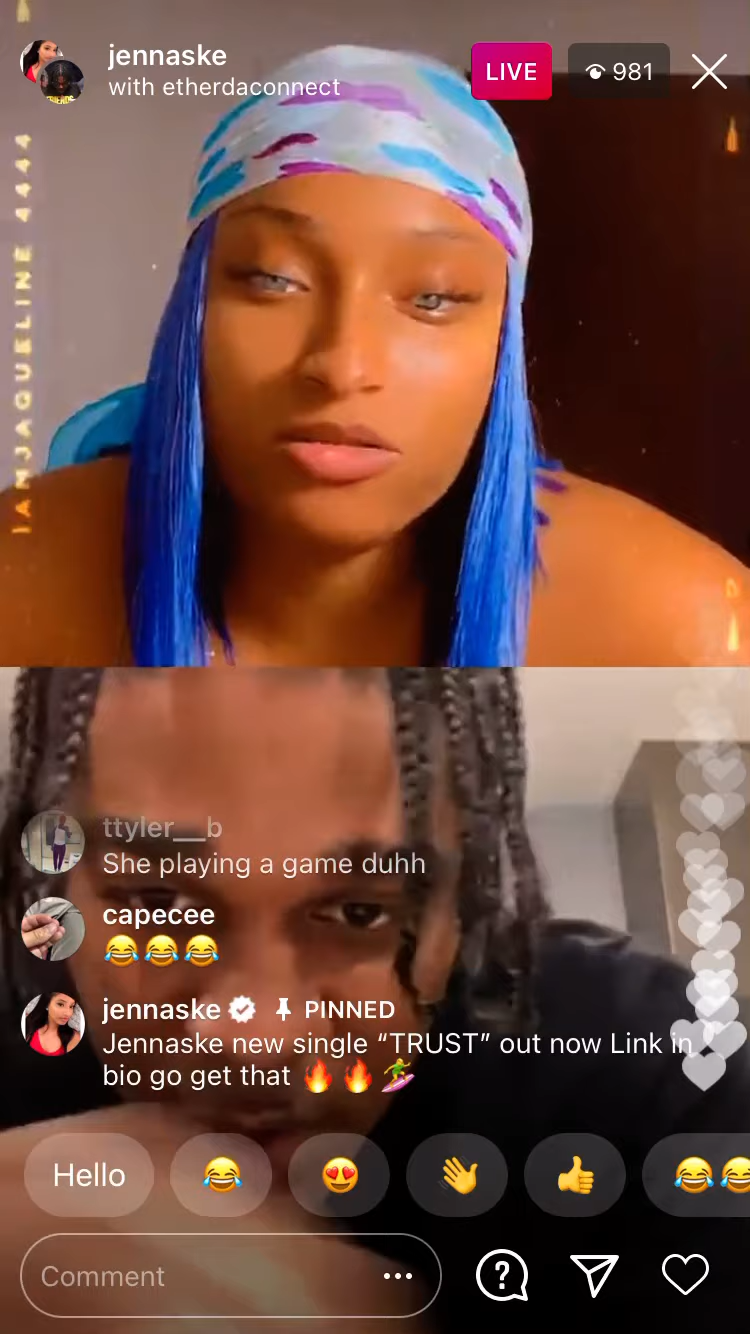 jennaske
with etherdaconnect
LIVE
981
IAMJAQUELINE 4444
ttyler__b
She playing a game duhh
capecee
😂😂😂
jennaske PINNED
Jennaske new single “TRUST” out now Link in
bio go get that 🔥🔥🏄
Hello 😂 😍 👋 👍 😂😂
Comment